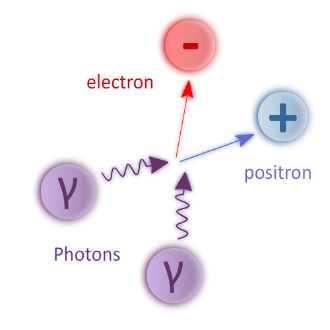 -
electron
+
positron
γ
Photons
γ